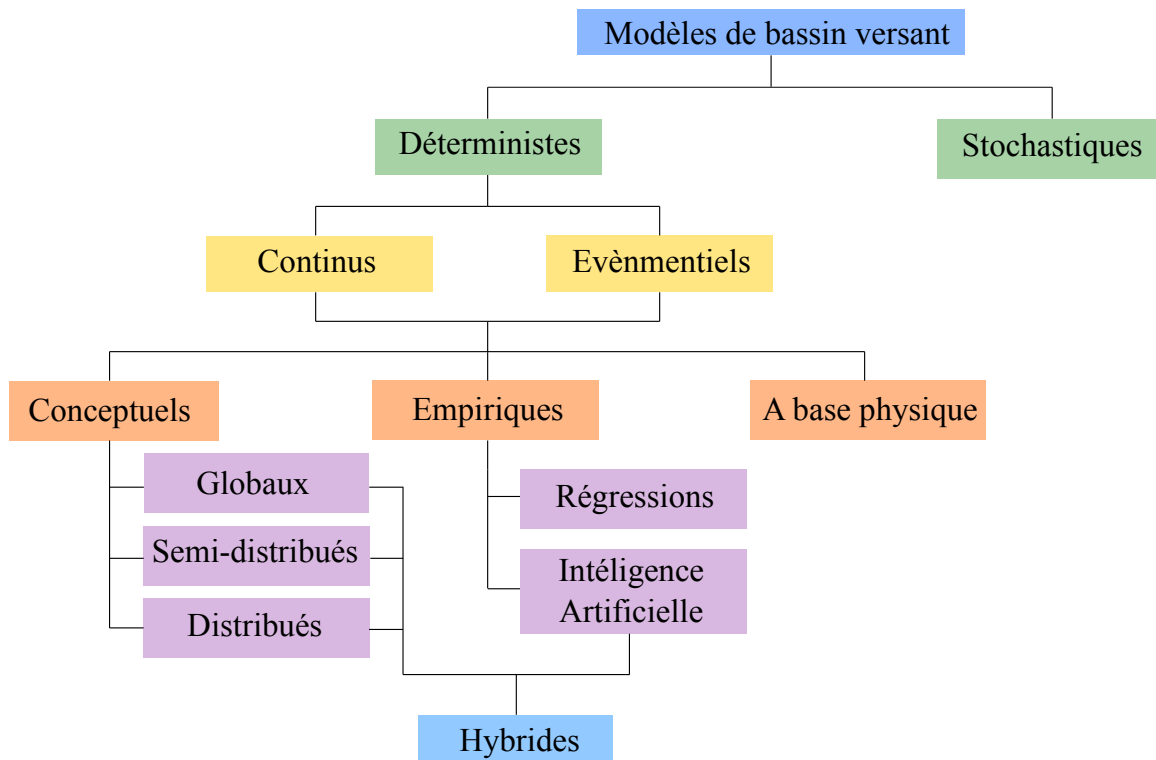 Modèles de bassin versant
Déterministes
Stochastiques
Continus
Evènmentiels
Conceptuels
Empiriques
A base physique
Globaux
Semi-distribués
Distribués
Régressions
Intéligence
Artificielle
Hybrides